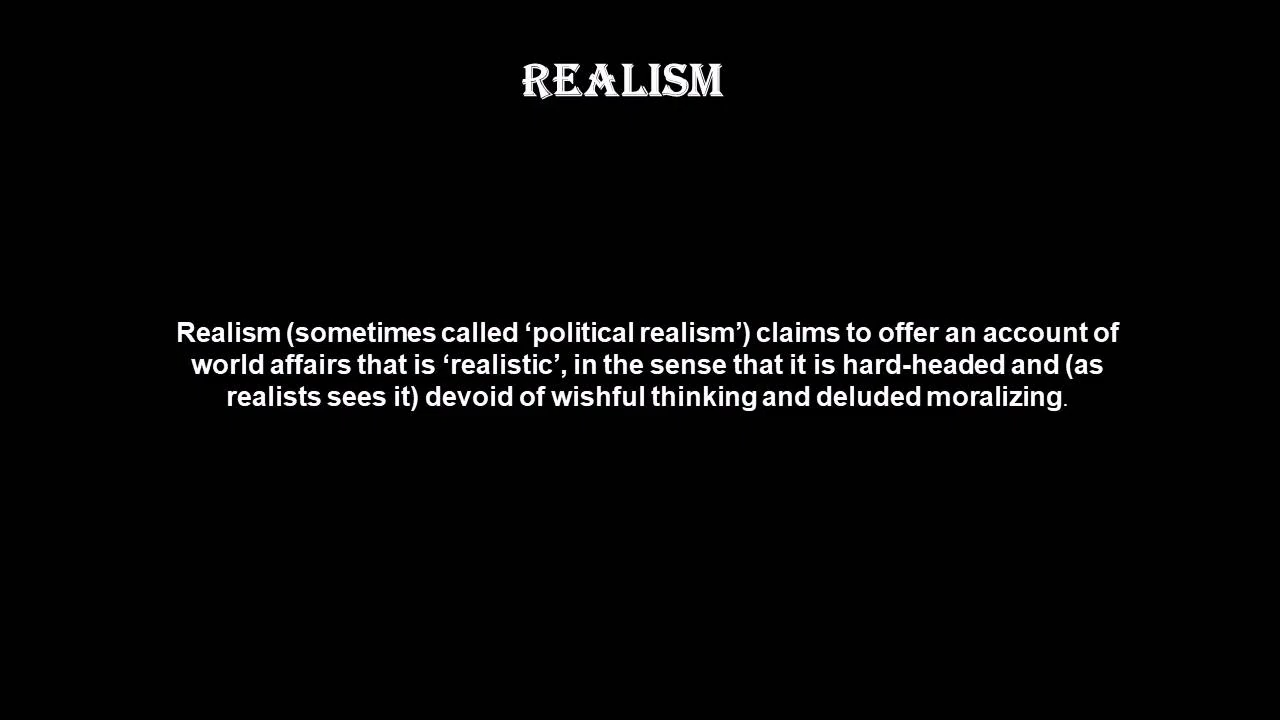 REALISM
Realism (sometimes called ‘political realism’) claims to offer an account of
world affairs that is ‘realistic’, in the sense that it is hard-headed and (as
realists sees it) devoid of wishful thinking and deluded moralizing.